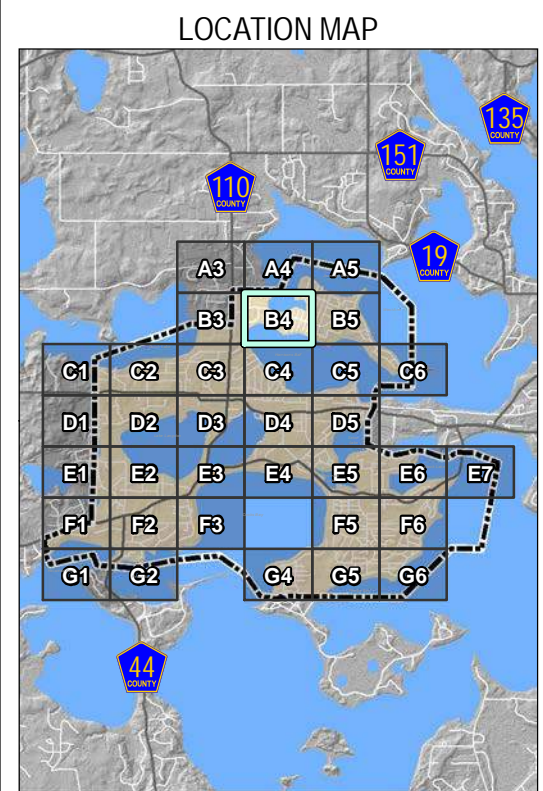 LOCATION MAP
135
COUNTY
151
COUNTY
110
COUNTY
19
COUNTY
A3 A4 A5
B3 B4 B5
C1 C2 C3 C4 C5 C6
D1 D2 D3 D4 D5
E1 E2 E3 E4 E5 E6 E7
F1 F2 F3 F5 F6
G1 G2 G4 G5 G6
44
COUNTY